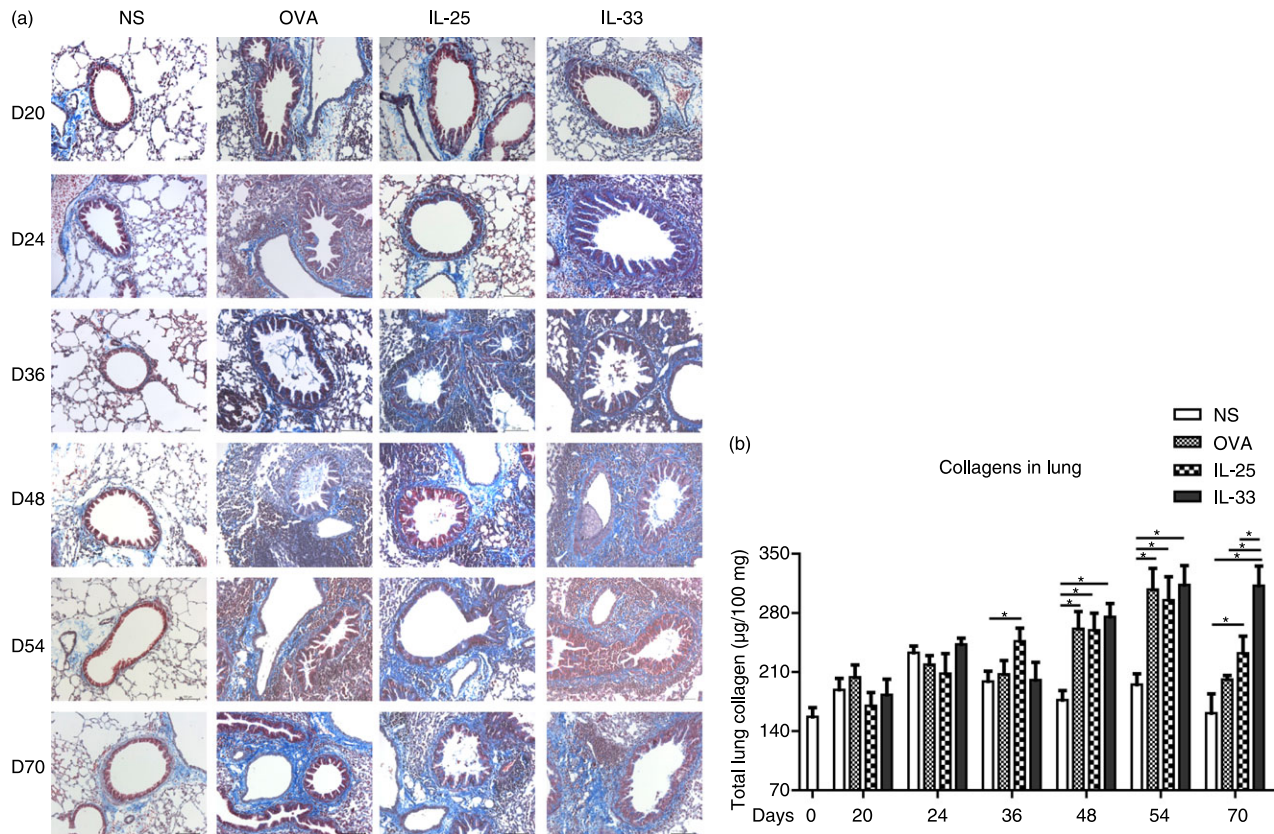 (a)
NS OVA IL-25 IL-33
D20
D24
D36
D48
D54
D70
(b)
NS
OVA
IL-25
IL-33
Collagens in lung
Total lung collagen (µg/100 mg)
350
280
210
140
70
* * * * * * * * * * *
Days 0 20 24 36 48 54 70